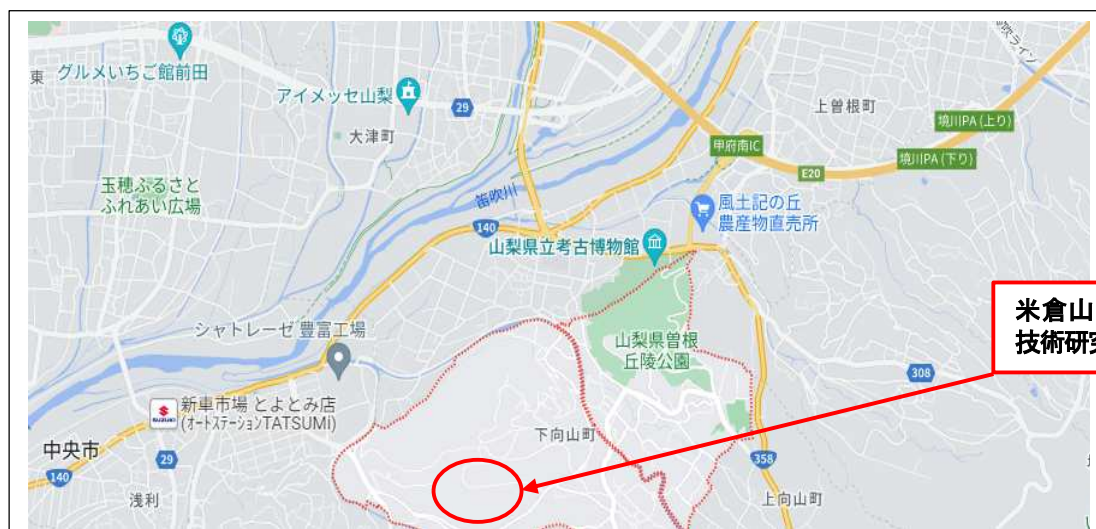 グルメいちご館前田
東
アイメッセ山梨
29
大津町
上曽根町
境川PA (上り)
甲府南IC
境川PA (下り)
E20
玉穂ふるさと
ふれあい広場
笛吹川
140
風土記の丘
農産物直売所
山梨県立考古博物館
米倉山
技術研究
シャトレーゼ 豊富工場
山梨県曽根
丘陵公園
308
新車市場 とよとみ店
(オートステーションTATSUMI)
SUZUKI
下向山町
中央市
29
358
140
浅利
上向山町